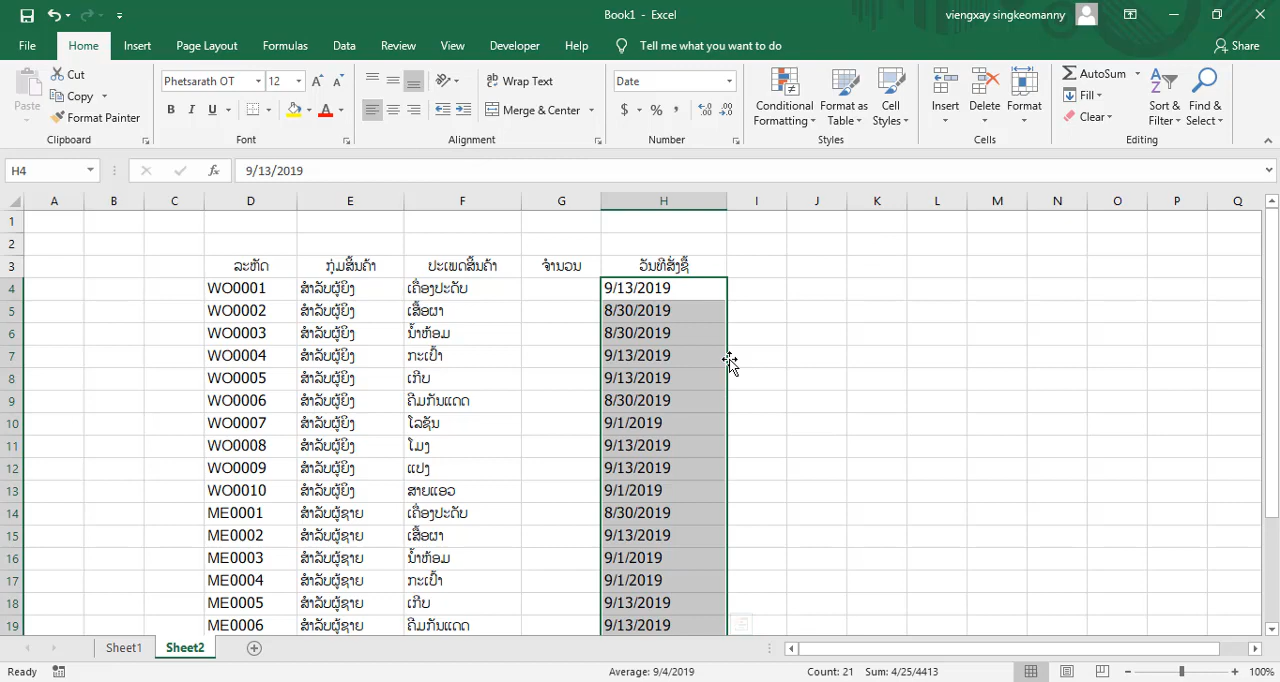 Book1 - Excel
viengxay singkeomanny
File Home Insert Page Layout Formulas Data Review View Developer Help Tell me what you want to do Share
Cut
Copy
Format Painter
Paste
Clipboard
Petsarath OT 12
B I U
Font
Wrap Text
Merge & Center
Alignment
Date
$ % ,
Number
Conditional Formatting
Format as Table
Cell Styles
Styles
Insert Delete Format
Cells
AutoSum
Fill
Clear
Sort & Filter
Find & Select
Editing
H4 fx 9/13/2019
A B C D E F G H I J K L M N O P Q
1
2
3 ລະຫັດ ກຸ່ມສິນຄ້າ ປະເພດສິນຄ້າ ຈຳນວນ ວັນທີສັ່ງຊື້
4 WO0001 ສຳລັບຜູ້ຍິງ ເຄື່ອງປະດັບ 9/13/2019
5 WO0002 ສຳລັບຜູ້ຍິງ ເສື້ອຜາ 8/30/2019
6 WO0003 ສຳລັບຜູ້ຍິງ ນ້ຳຫ້ອມ 8/30/2019
7 WO0004 ສຳລັບຜູ້ຍິງ ກະເປົ໋າ 9/13/2019
8 WO0005 ສຳລັບຜູ້ຍິງ ເກີບ 9/13/2019
9 WO0006 ສຳລັບຜູ້ຍິງ ຄີມກັນແດດ 8/30/2019
10 WO0007 ສຳລັບຜູ້ຍິງ ໂລຊັນ 9/1/2019
11 WO0008 ສຳລັບຜູ້ຍິງ ໂມງ 9/13/2019
12 WO0009 ສຳລັບຜູ້ຍິງ ແປງ 9/13/2019
13 WO0010 ສຳລັບຜູ້ຍິງ ສາຍແອວ 9/1/2019
14 ME0001 ສຳລັບຜູ້ຊາຍ ເຄື່ອງປະດັບ 8/30/2019
15 ME0002 ສຳລັບຜູ້ຊາຍ ເສື້ອຜາ 9/13/2019
16 ME0003 ສຳລັບຜູ້ຊາຍ ນ້ຳຫ້ອມ 9/1/2019
17 ME0004 ສຳລັບຜູ້ຊາຍ ກະເປົ໋າ 9/1/2019
18 ME0005 ສຳລັບຜູ້ຊາຍ ເກີບ 9/13/2019
19 ME0006 ສຳລັບຜູ້ຊາຍ ຄີມກັນແດດ 9/13/2019
Sheet1 Sheet2
Ready Average: 9/4/2019 Count: 21 Sum: 4/25/4413 100%